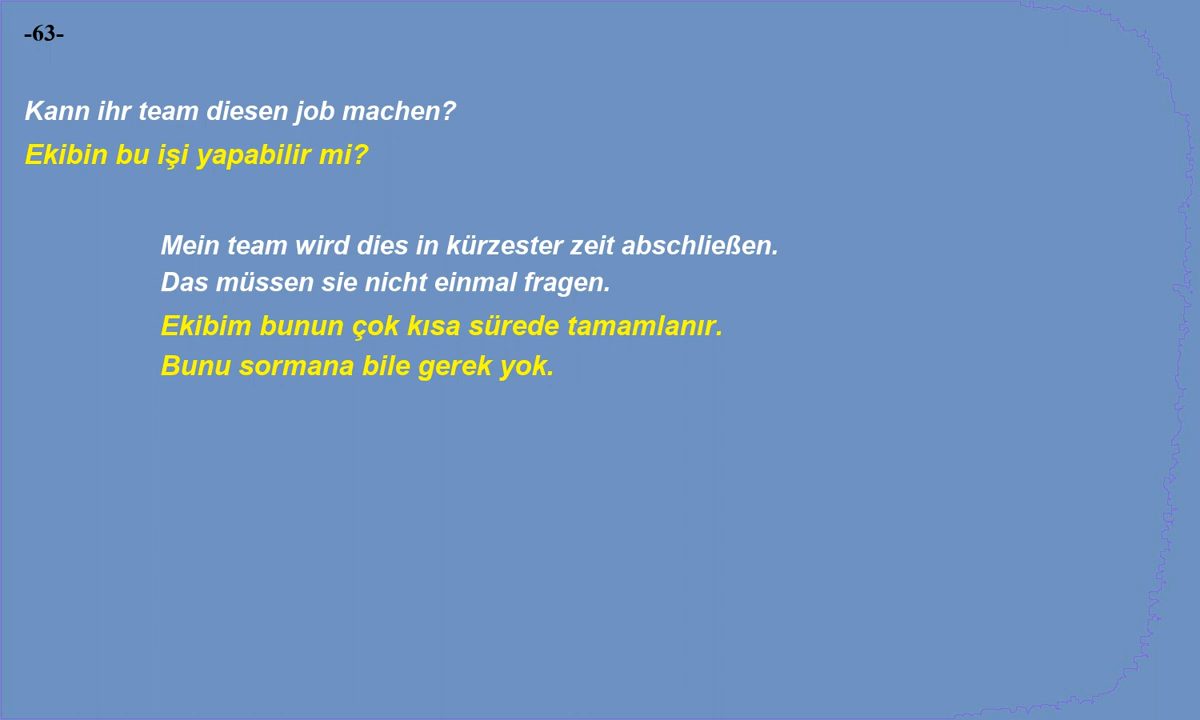 -63-
Kann ihr team diesen job machen?
Ekibin bu işi yapabilir mi?
Mein team wird dies in kürzester zeit abschließen.
Das müssen sie nicht einmal fragen.
Ekibim bunun çok kısa sürede tamamlanır.
Bunu sormana bile gerek yok.